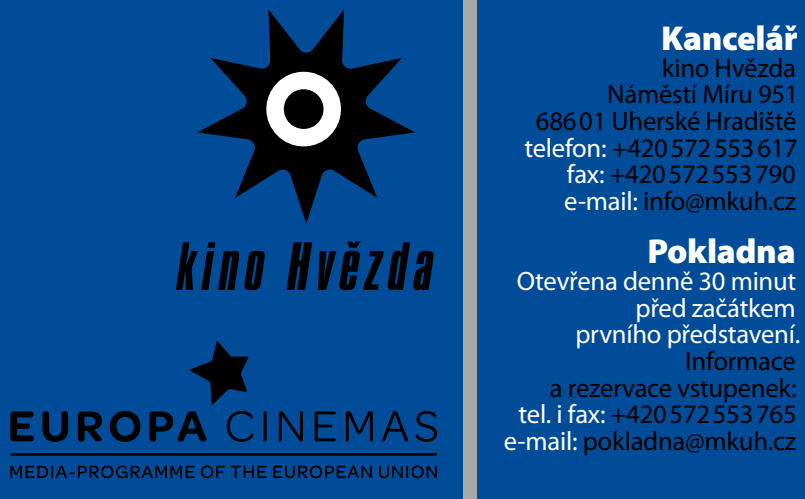 kino Hvězda
EUROPA CINEMAS
MEDIA-PROGRAMME OF THE EUROPEAN UNION
Kancelář
kino Hvězda
Náměstí Míru 951
686 01 Uherské Hradiště
telefon: +420 572 553 617
fax: +420 572 553 790
e-mail: info@mkuh.cz
Pokladna
Otevřena denně 30 minut
před začátkem
prvního představení.
Informace
a rezervace vstupenek:
tel. i fax: +420 572 553 765
e-mail: pokladna@mkuh.cz